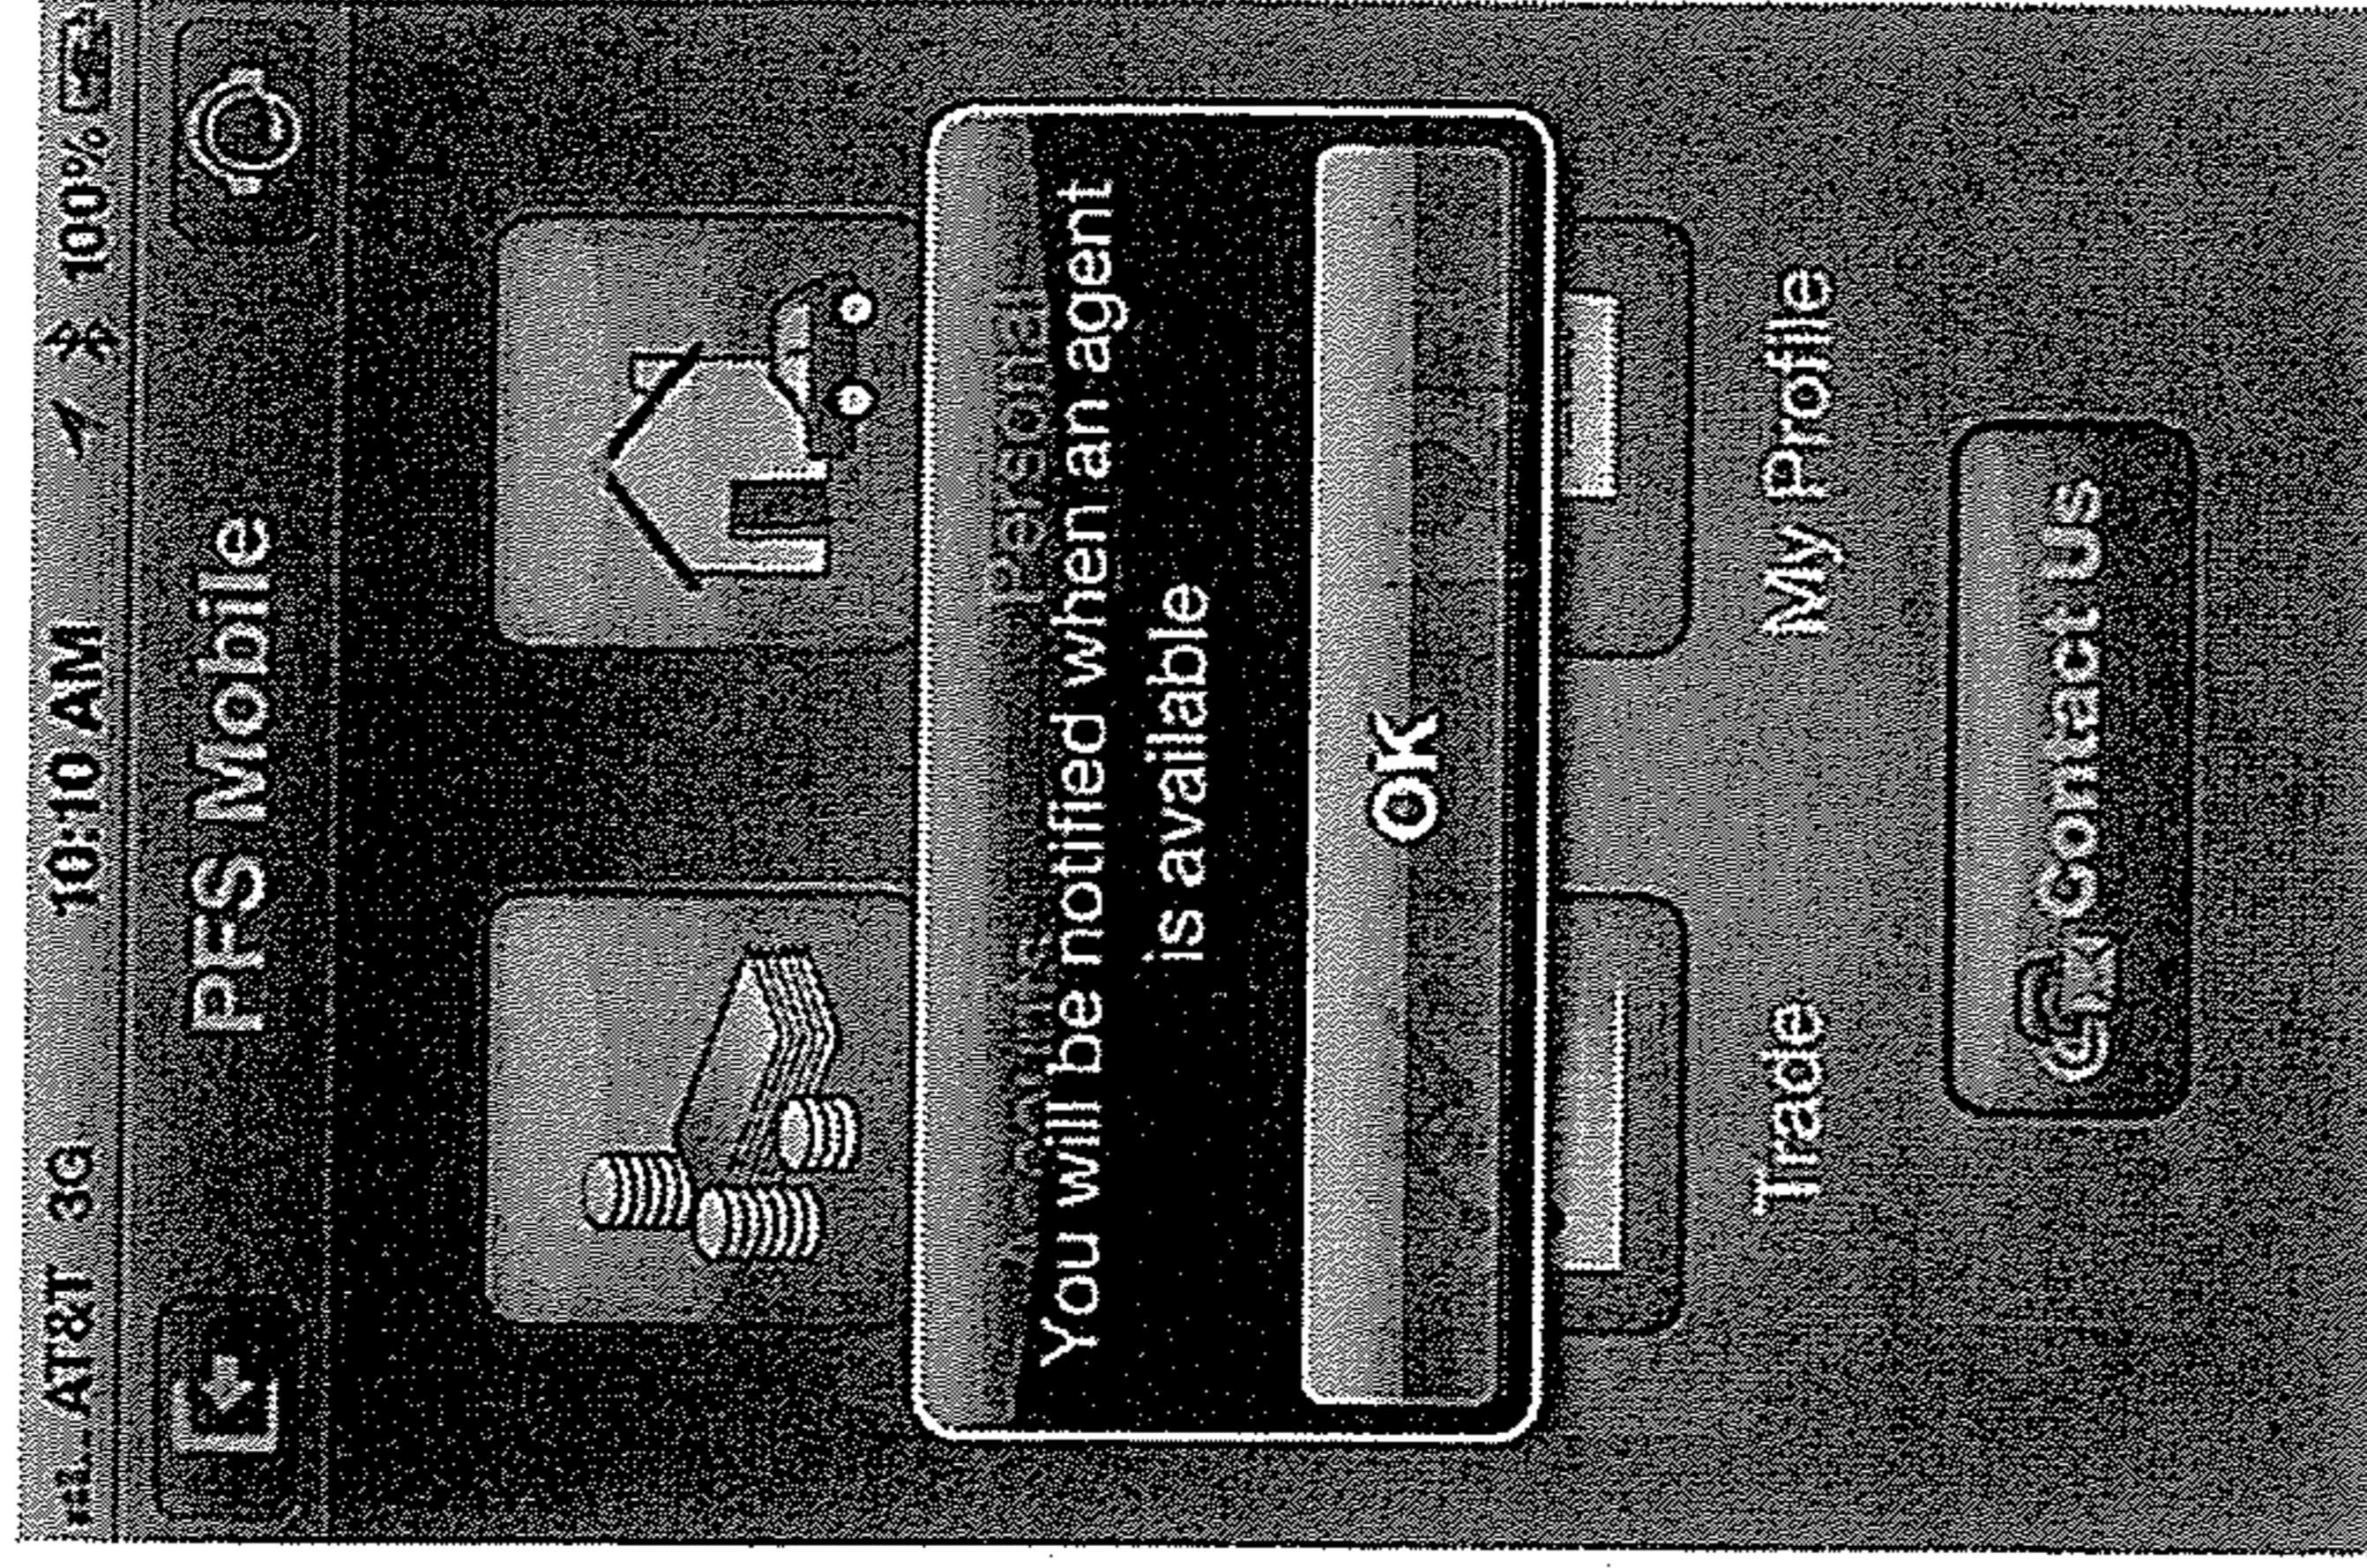 AT&T 3G 10:10 AM 100%
PFS Mobile
Personal
You will be notified when an agent
is available
OK
Trade My Profile
Contact Us